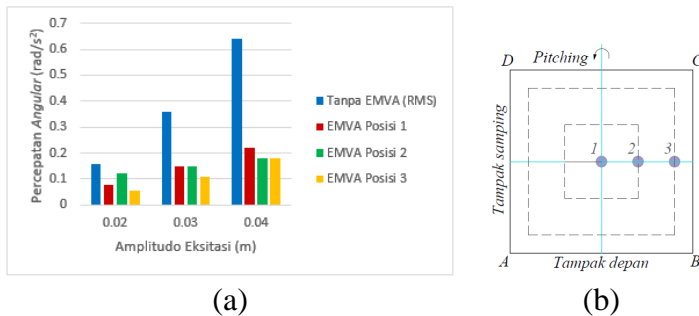 0.7
0.6
0.5
0.4
0.3
0.2
0.1
0
Percepatan Angular (rad/s²)
0.02 0.03 0.04
Amplitudo Eksitasi (m)
Tanpa EMVA (RMS)
EMVA Posisi 1
EMVA Posisi 2
EMVA Posisi 3
(a)
D Pitching C
Tampak samping
1 2 3
A Tampak depan B
(b)